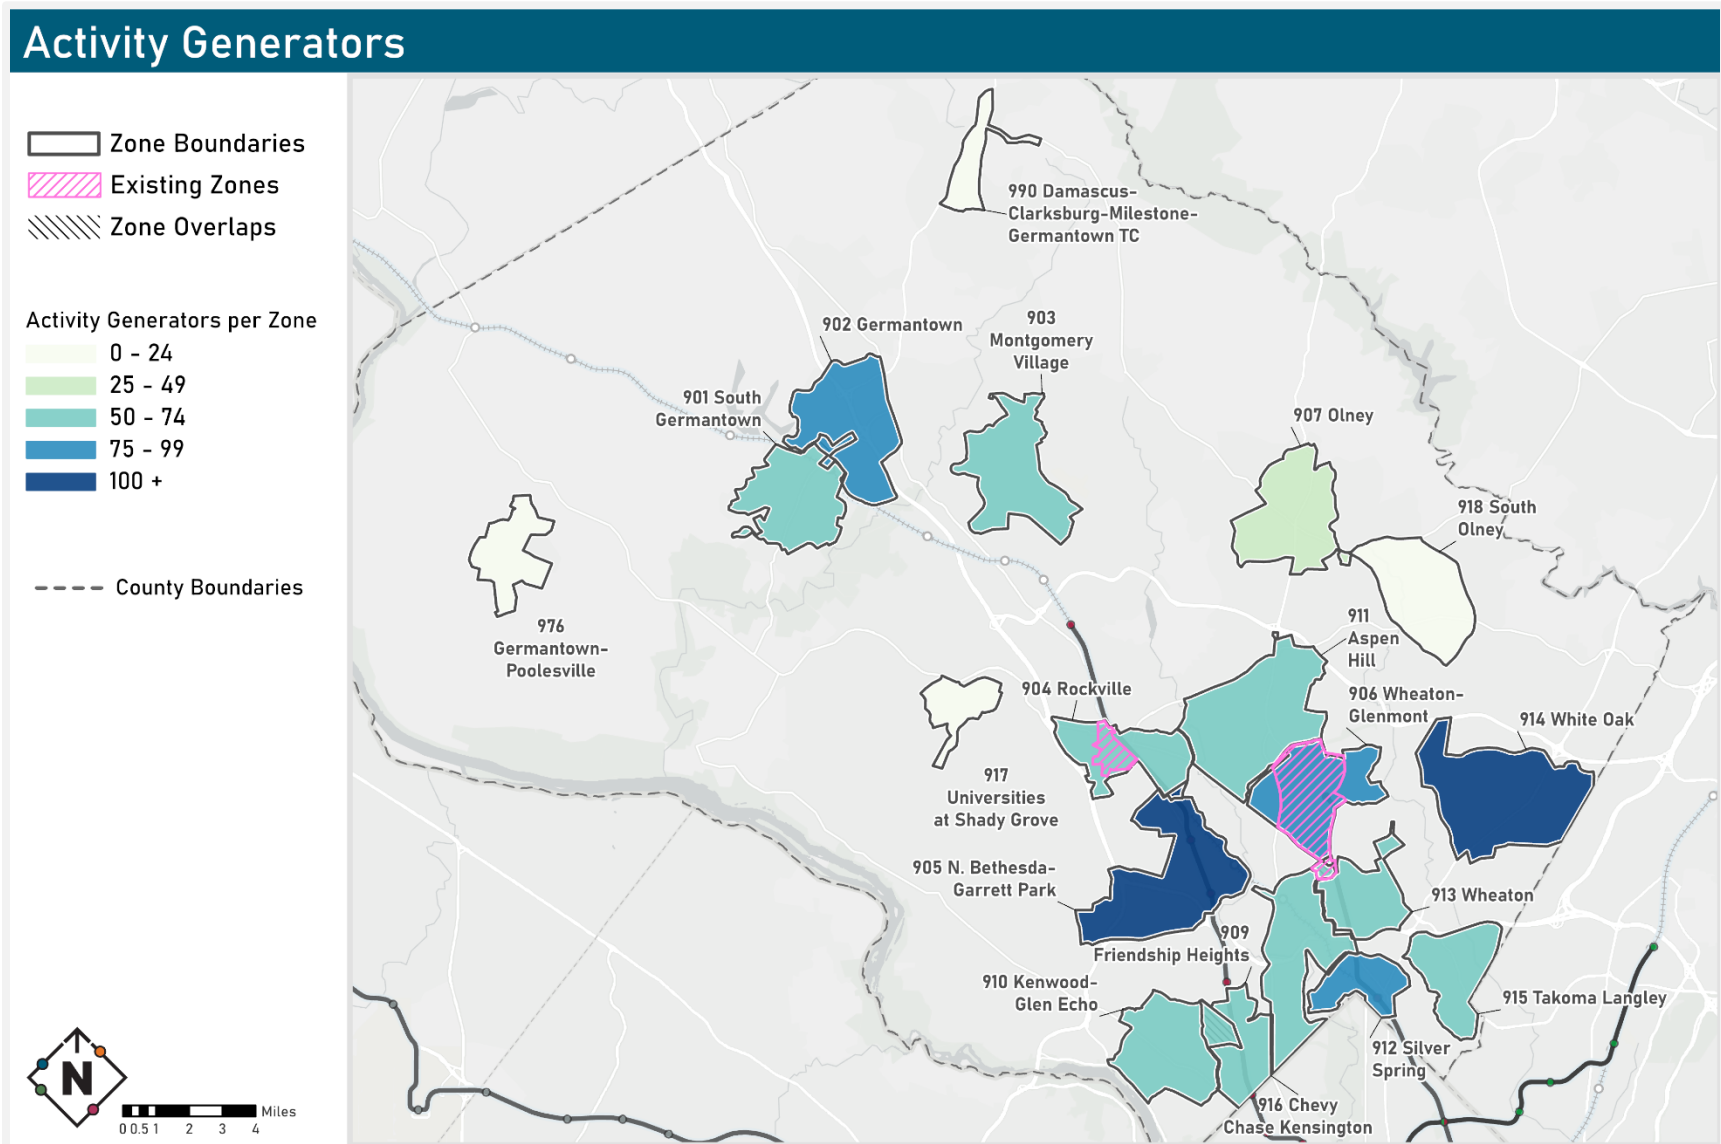 Activity Generators
Zone Boundaries
Existing Zones
Zone Overlaps
Activity Generators per Zone
0 - 24
25 - 49
50 - 74
75 - 99
100 +
County Boundaries
N
Miles
0 0.5 1 2 3 4
990 Damascus-
Clarksburg-Milestone-
Germantown TC
902 Germantown
903
Montgomery
Village
901 South
Germantown
907 Olney
918 South
Olney
976
Germantown-
Poolesville
911
Aspen
Hill
904 Rockville
906 Wheaton-
Glenmont
914 White Oak
917
Universities
at Shady Grove
905 N. Bethesda-
Garrett Park
913 Wheaton
909
Friendship Heights
910 Kenwood-
Glen Echo
915 Takoma Langley
912 Silver
Spring
916 Chevy
Chase Kensington